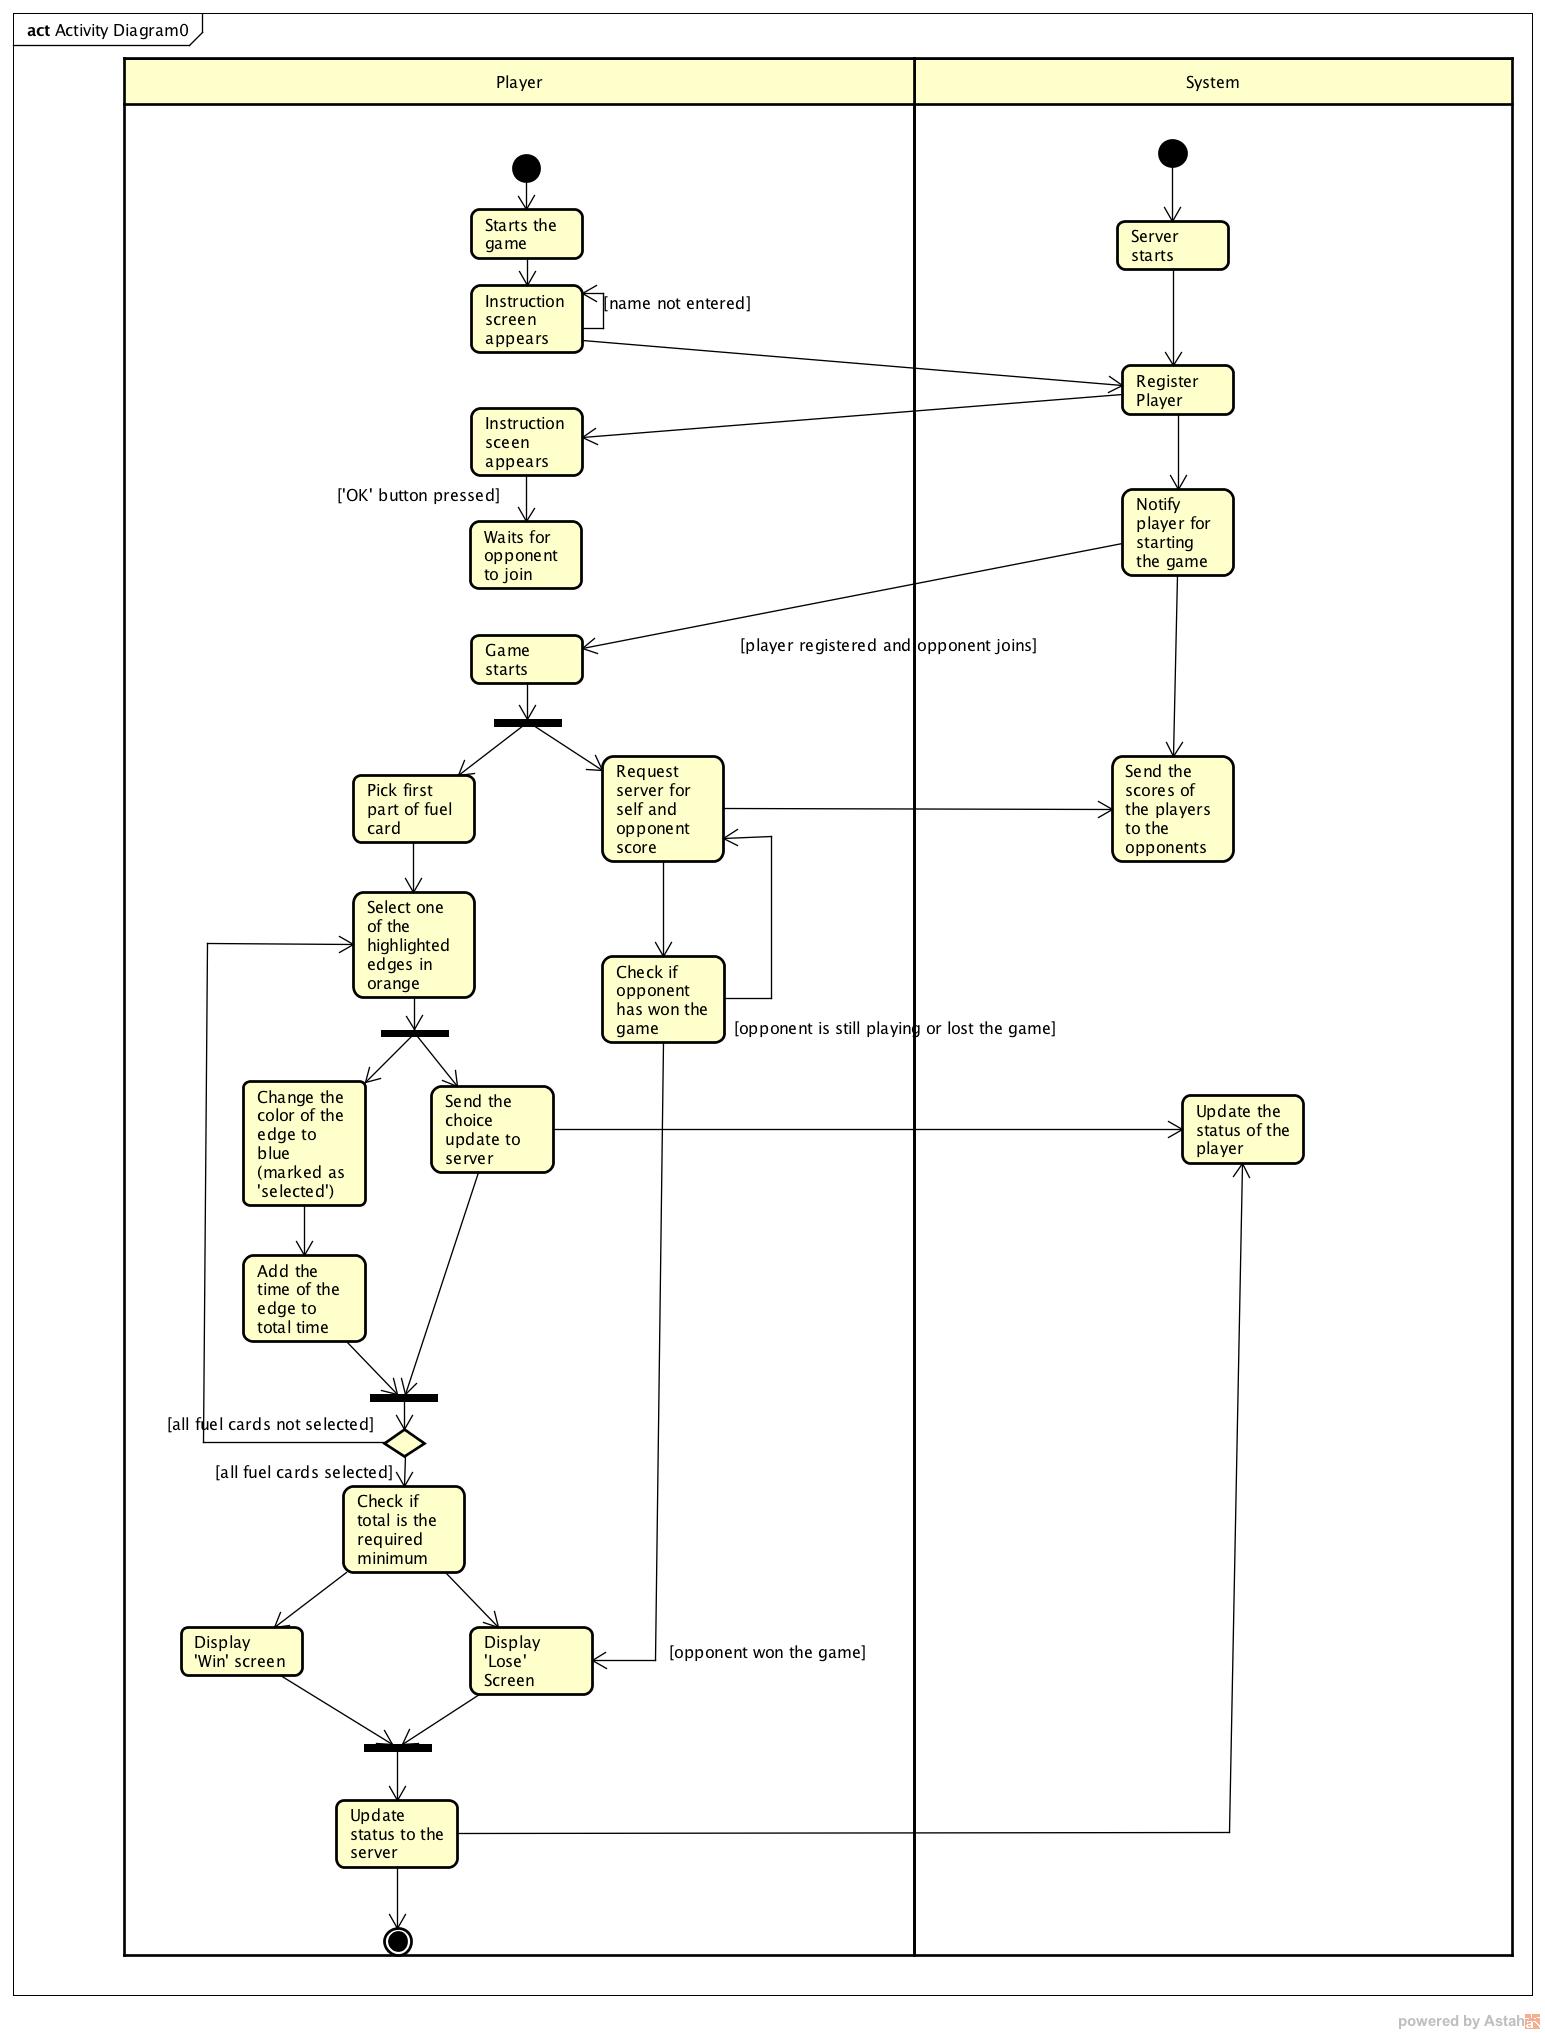 act Activity Diagram0
Player
System
Starts the
game
Server
starts
Instruction
screen
appears
[name not entered]
Register
Player
Instruction
sceen
appears
['OK' button pressed]
Waits for
opponent
to join
Notify
player for
starting
the game
[player registered and opponent joins]
Game
starts
Pick first
part of fuel
card
Request
server for
self and
opponent
score
Send the
scores of
the players
to the
opponents
Select one
of the
highlighted
edges in
orange
Check if
opponent
has won the
game
[opponent is still playing or lost the game]
Change the
color of the
edge to
blue
(marked as
'selected')
Send the
choice
update to
server
Update the
status of the
player
Add the
time of the
edge to
total time
[all fuel cards not selected]
[all fuel cards selected]
Check if
total is the
required
minimum
Display
'Win' screen
Display
'Lose'
Screen
[opponent won the game]
Update
status to the
server
powered by Astah